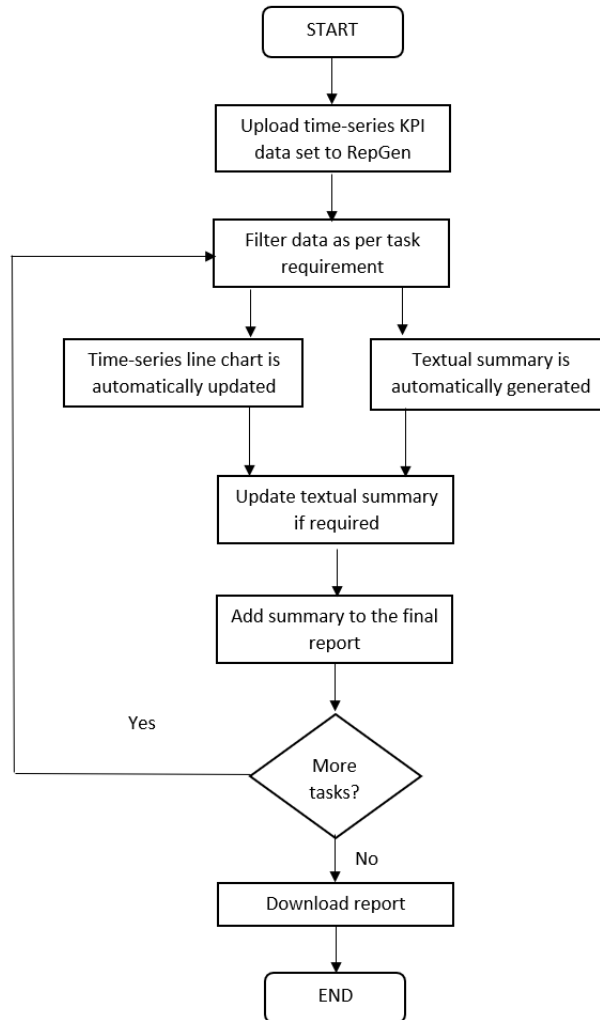 START
Upload time-series KPI
data set to RepGen
Filter data as per task
requirement
Time-series line chart is
automatically updated
Textual summary is
automatically generated
Update textual summary
if required
Add summary to the final
report
Yes
More
tasks?
No
Download report
END